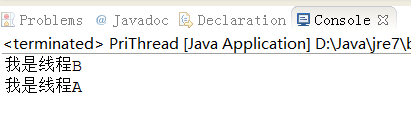 Problems @ Javadoc Declaration Console
<terminated> PriThread [Java Application] D:\Java\jre7\b
我是线程B
我是线程A